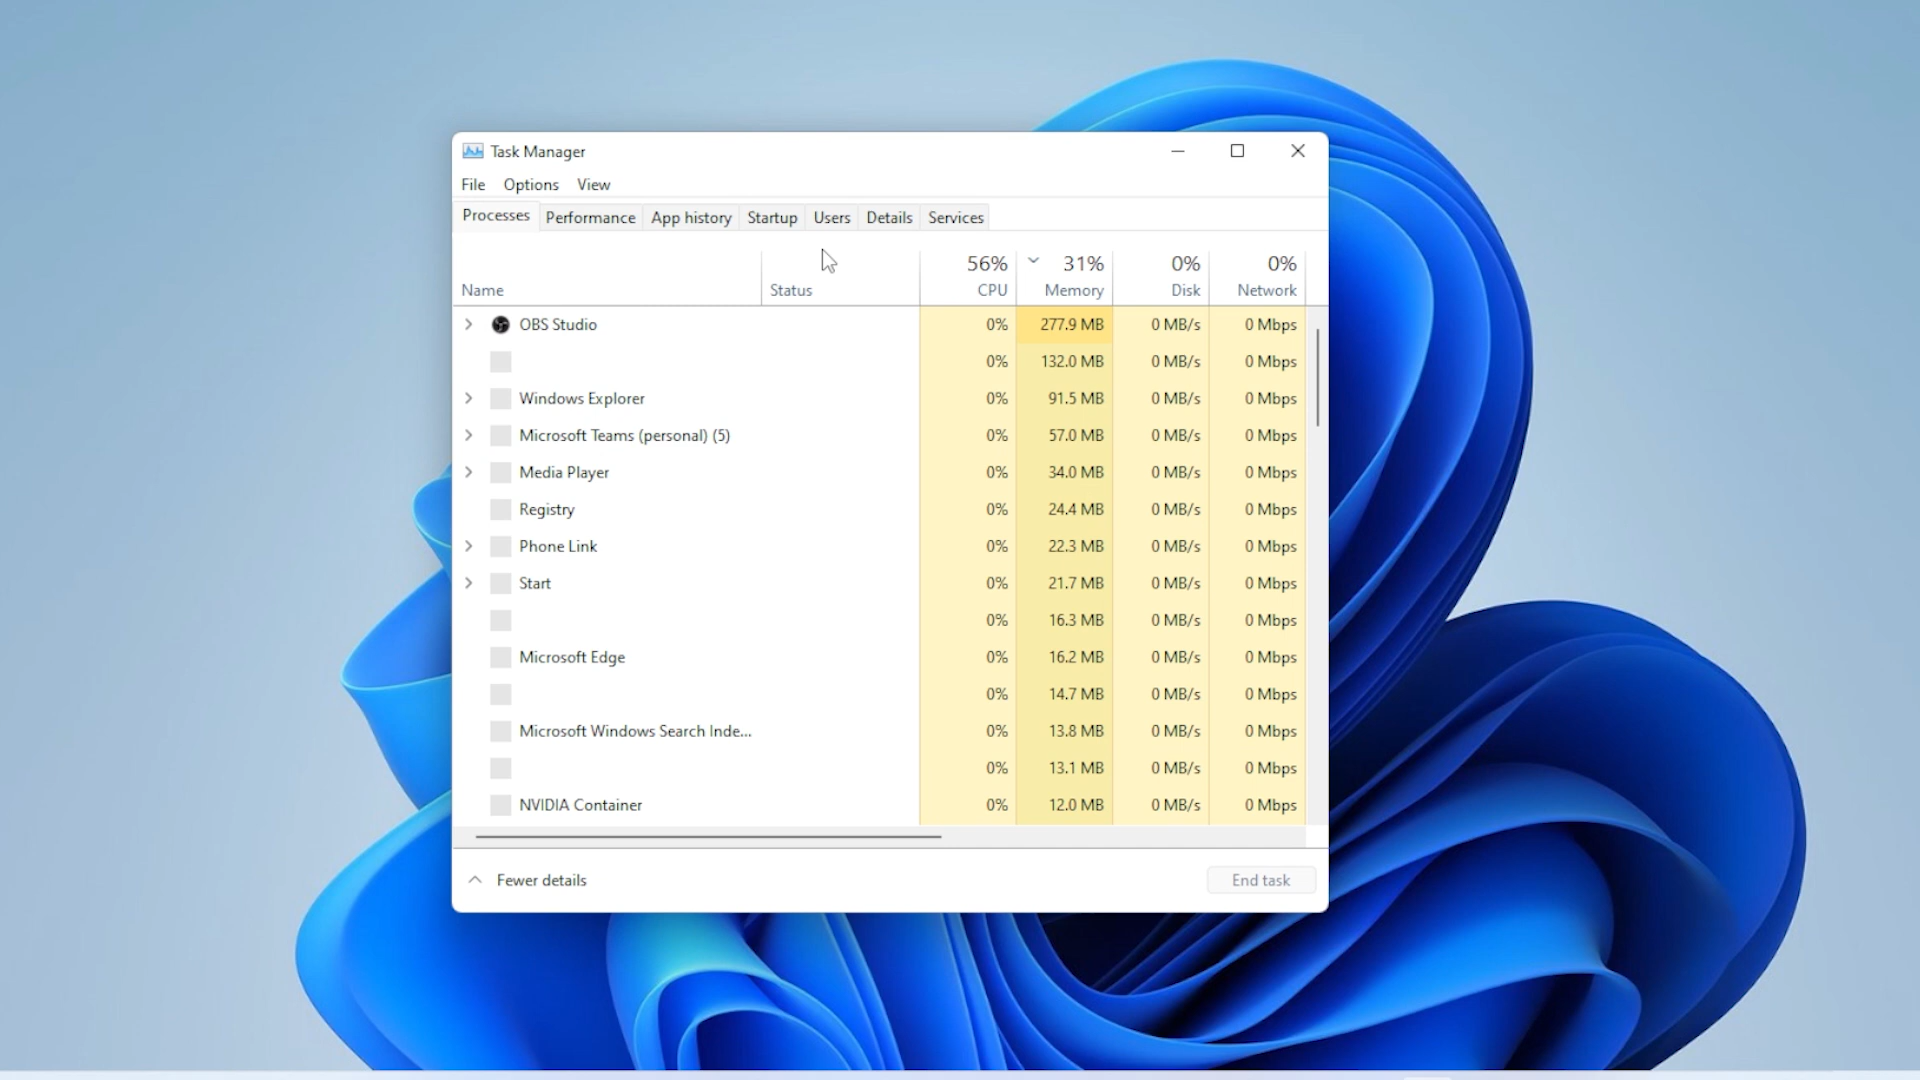 Task Manager
File Options View
Processes Performance App history Startup Users Details Services
56% 31% 0% 0%
Name Status CPU Memory Disk Network
OBS Studio 0% 277.9 MB 0 MB/s 0 Mbps
0% 132.0 MB 0 MB/s 0 Mbps
Windows Explorer 0% 91.5 MB 0 MB/s 0 Mbps
Microsoft Teams (personal) (5) 0% 57.0 MB 0 MB/s 0 Mbps
Media Player 0% 34.0 MB 0 MB/s 0 Mbps
Registry 0% 24.4 MB 0 MB/s 0 Mbps
Phone Link 0% 22.3 MB 0 MB/s 0 Mbps
Start 0% 21.7 MB 0 MB/s 0 Mbps
0% 16.3 MB 0 MB/s 0 Mbps
Microsoft Edge 0% 16.2 MB 0 MB/s 0 Mbps
0% 14.7 MB 0 MB/s 0 Mbps
Microsoft Windows Search Inde... 0% 13.8 MB 0 MB/s 0 Mbps
0% 13.1 MB 0 MB/s 0 Mbps
NVIDIA Container 0% 12.0 MB 0 MB/s 0 Mbps
Fewer details End task